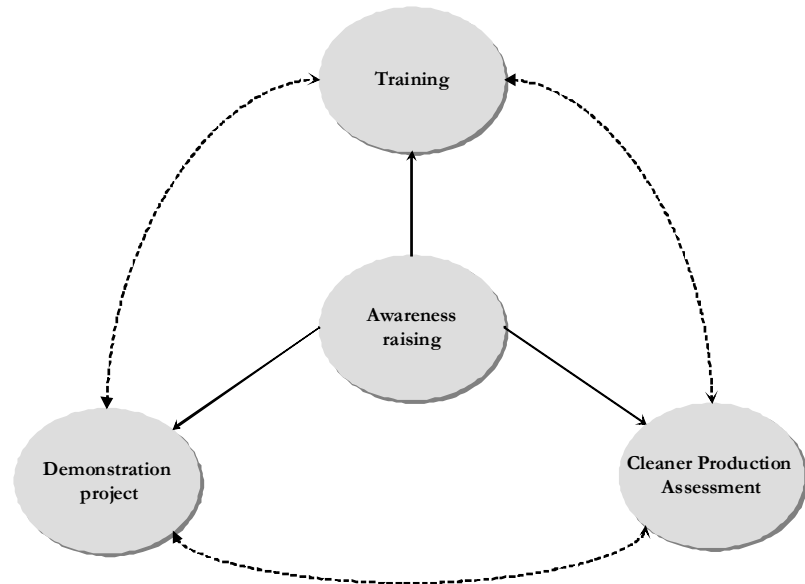 Training
Awareness
raising
Demonstration
project
Cleaner Production
Assessment